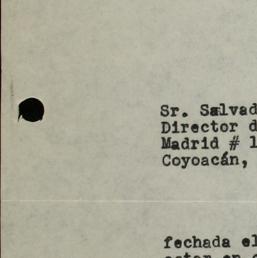 Sr. Salvad
Director d
Madrid # 1
Coyoacán,
fechada el